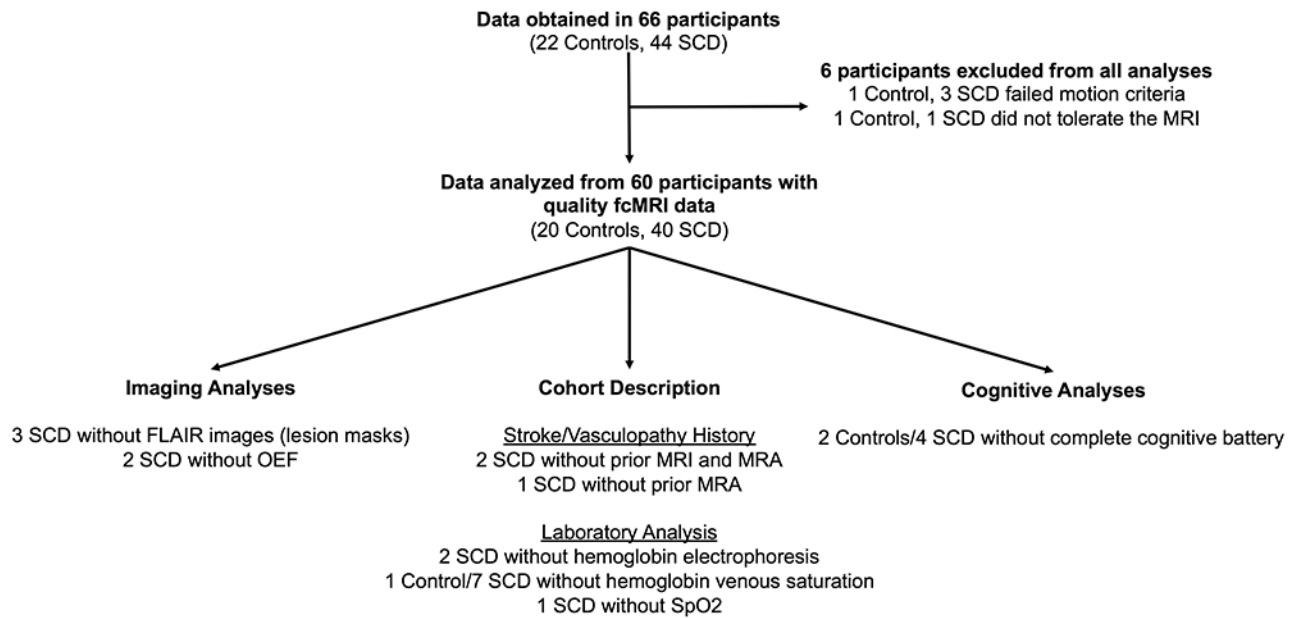 Data obtained in 66 participants
(22 Controls, 44 SCD)
6 participants excluded from all analyses
1 Control, 3 SCD failed motion criteria
1 Control, 1 SCD did not tolerate the MRI
Data analyzed from 60 participants with
quality fcMRI data
(20 Controls, 40 SCD)
Imaging Analyses
3 SCD without FLAIR images (lesion masks)
2 SCD without OEF
Cohort Description
Stroke/Vasculopathy History
2 SCD without prior MRI and MRA
1 SCD without prior MRA
Laboratory Analysis
2 SCD without hemoglobin electrophoresis
1 Control/7 SCD without hemoglobin venous saturation
1 SCD without SpO2
Cognitive Analyses
2 Controls/4 SCD without complete cognitive battery